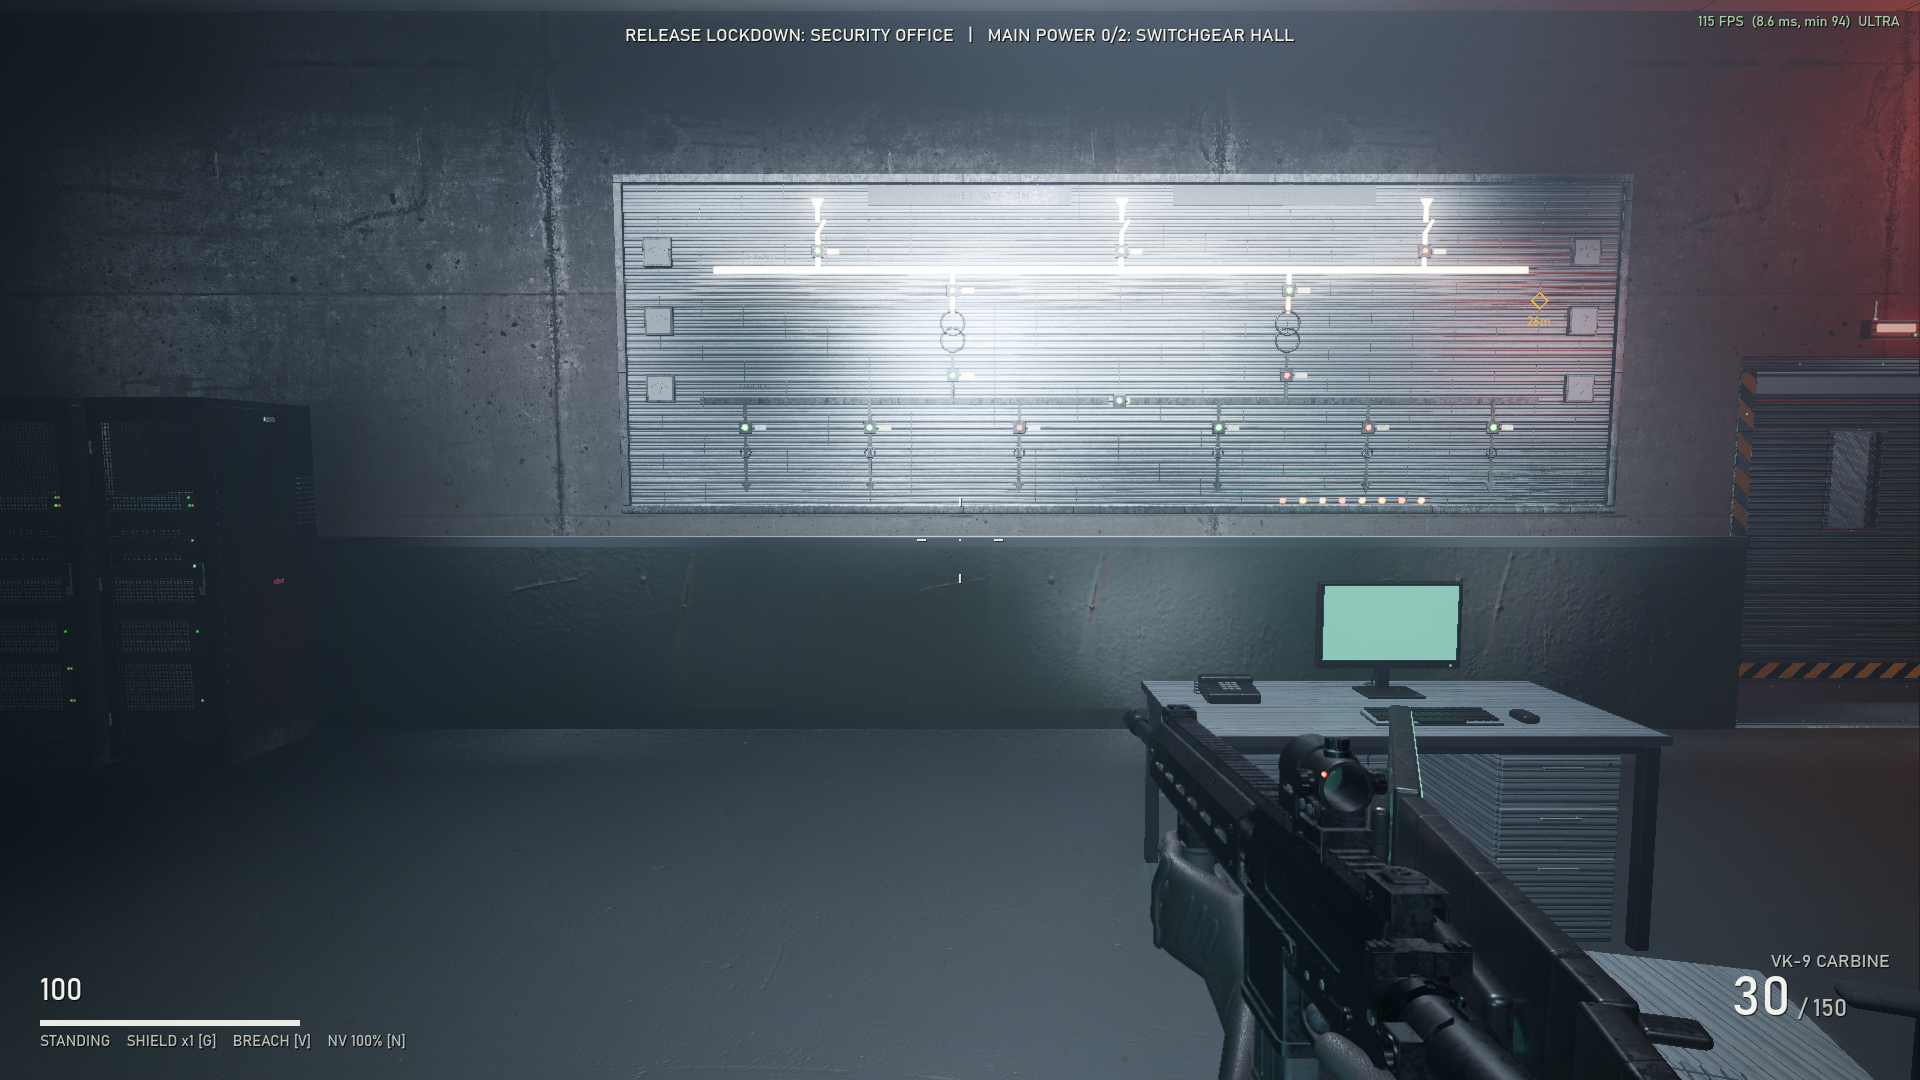 115 FPS (8.6 ms, min 94) ULTRA
RELEASE LOCKDOWN: SECURITY OFFICE | MAIN POWER 0/2: SWITCHGEAR HALL
26m
VK-9 CARBINE
100
30 / 150
STANDING SHIELD x1 [G] BREACH [V] NV 100% [N]